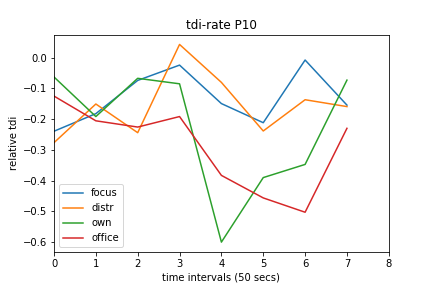 tdi-rate P10
relative tdi
0.0
−0.1
−0.2
−0.3
−0.4
−0.5
−0.6
focus
distr
own
office
0 1 2 3 4 5 6 7 8
time intervals (50 secs)